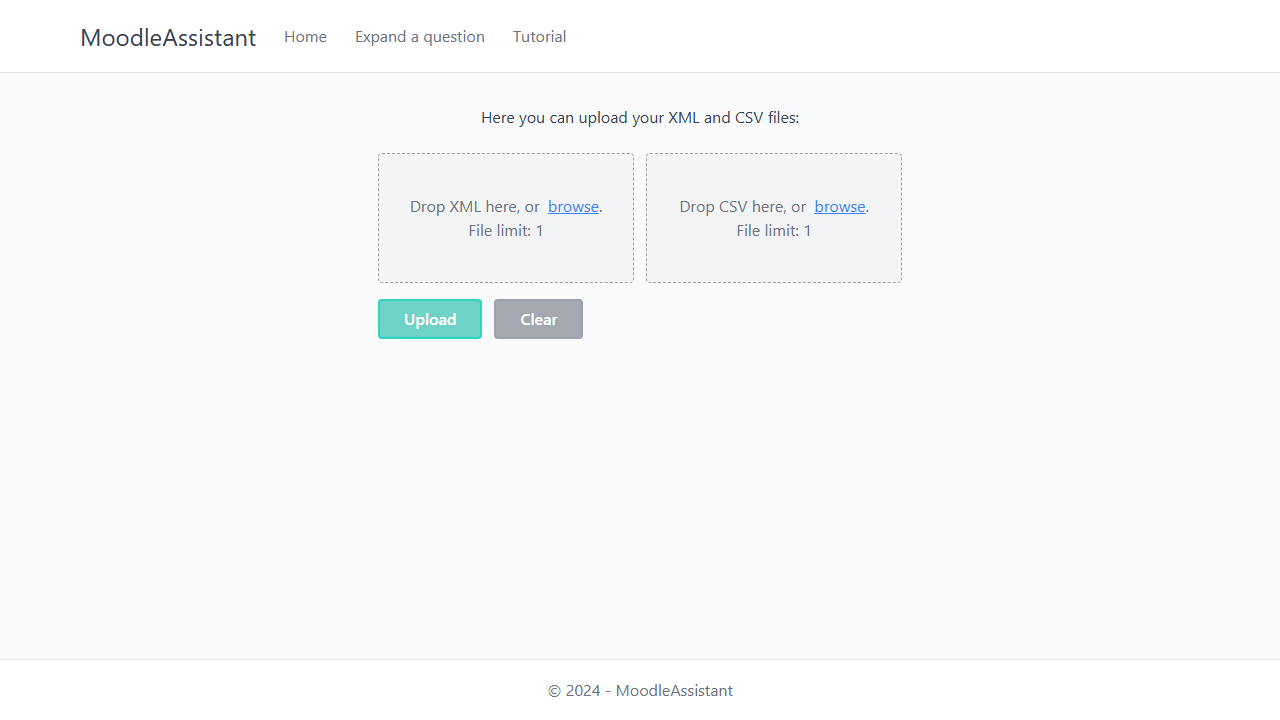 MoodleAssistant Home Expand a question Tutorial
Here you can upload your XML and CSV files:
Drop XML here, or browse.
File limit: 1
Drop CSV here, or browse.
File limit: 1
Upload Clear
© 2024 - MoodleAssistant